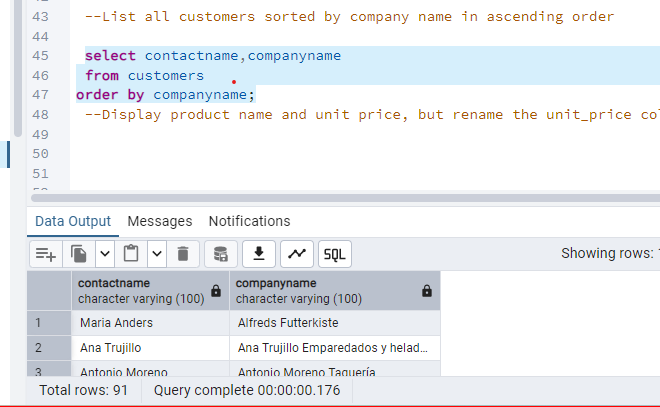 43 --List all customers sorted by company name in ascending order
44
45 select contactname,companyname
46 from customers
47 order by companyname;
48 --Display product name and unit price, but rename the unit_price co
49
50
51
Data Output Messages Notifications
SQL Showing rows:
contactname companyname
character varying (100) character varying (100)
1 Maria Anders Alfreds Futterkiste
2 Ana Trujillo Ana Trujillo Emparedados y helad...
3 Antonio Moreno Antonio Moreno Taquería
Total rows: 91 Query complete 00:00:00.176